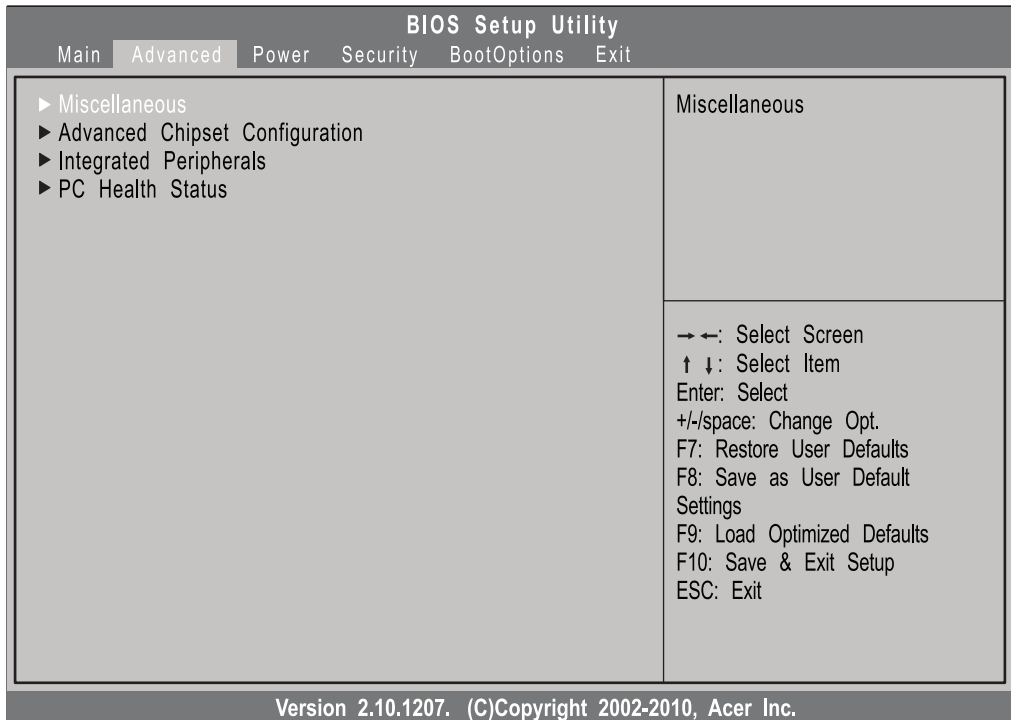 BIOS Setup Utility
Main Advanced Power Security BootOptions Exit
▶ Miscellaneous
▶ Advanced Chipset Configuration
▶ Integrated Peripherals
▶ PC Health Status
Miscellaneous
→←: Select Screen
↑ ↓: Select Item
Enter: Select
+/-/space: Change Opt.
F7: Restore User Defaults
F8: Save as User Default
Settings
F9: Load Optimized Defaults
F10: Save & Exit Setup
ESC: Exit
Version 2.10.1207. (C)Copyright 2002-2010, Acer Inc.